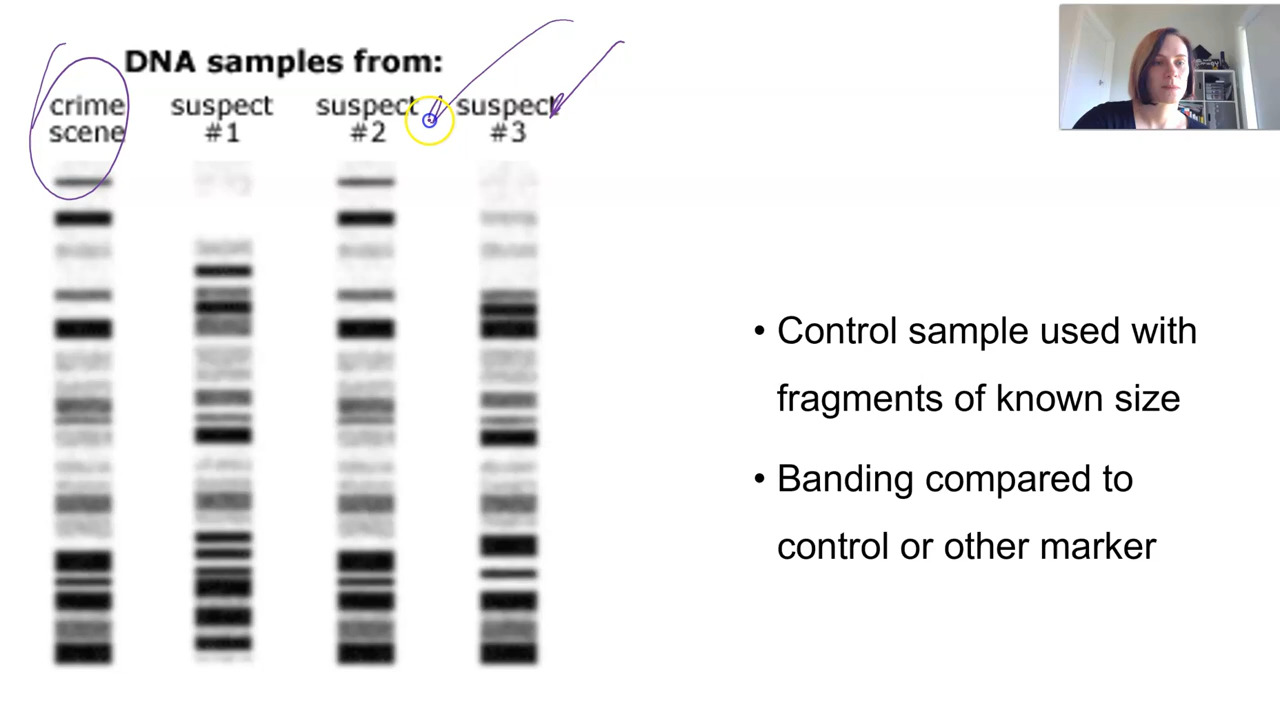 DNA samples from:
crime suspect suspect suspect
scene #1 #2 #3
• Control sample used with
fragments of known size
• Banding compared to
control or other marker